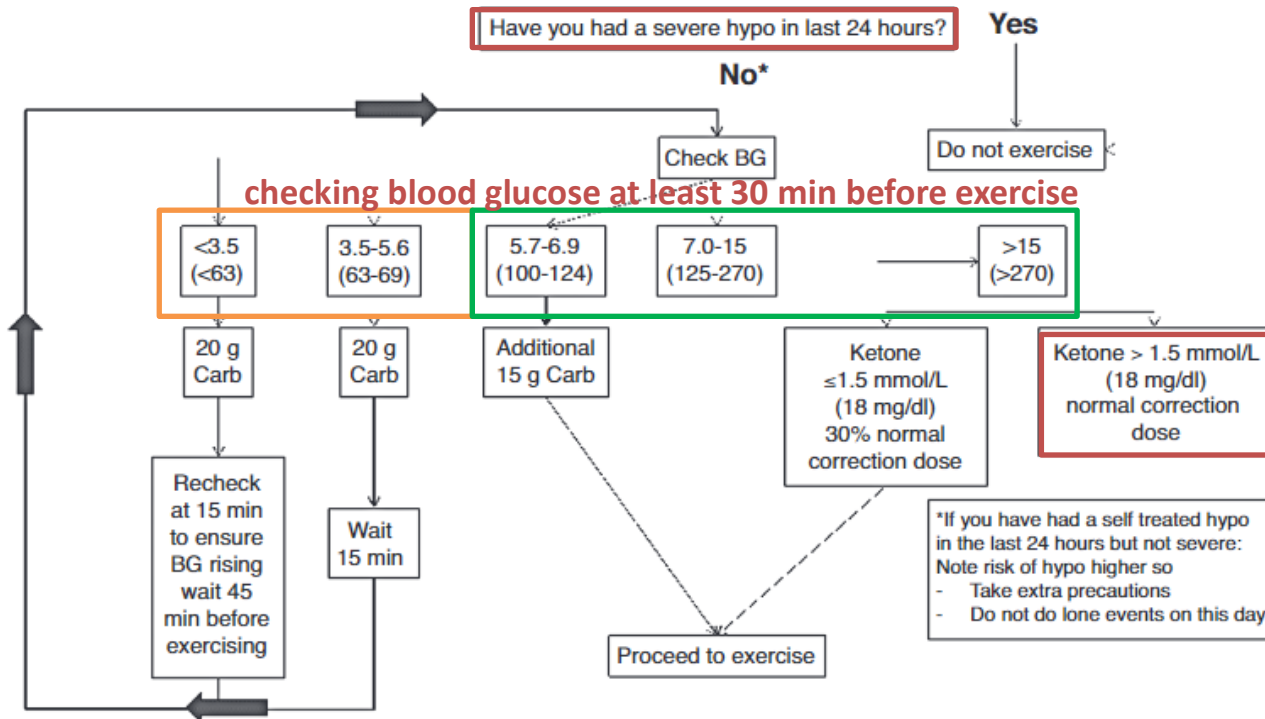 Have you had a severe hypo in last 24 hours?
Yes
No*
Check BG
Do not exercise
checking blood glucose at least 30 min before exercise
<3.5
(<63)
3.5-5.6
(63-69)
5.7-6.9
(100-124)
7.0-15
(125-270)
>15
(>270)
20 g
Carb
20 g
Carb
Additional
15 g Carb
Ketone
≤1.5 mmol/L
(18 mg/dl)
30% normal
correction dose
Ketone > 1.5 mmol/L
(18 mg/dl)
normal correction
dose
Recheck
at 15 min
to ensure
BG rising
wait 45
min before
exercising
Wait
15 min
*If you have had a self treated hypo
in the last 24 hours but not severe:
Note risk of hypo higher so
- Take extra precautions
- Do not do lone events on this day
Proceed to exercise